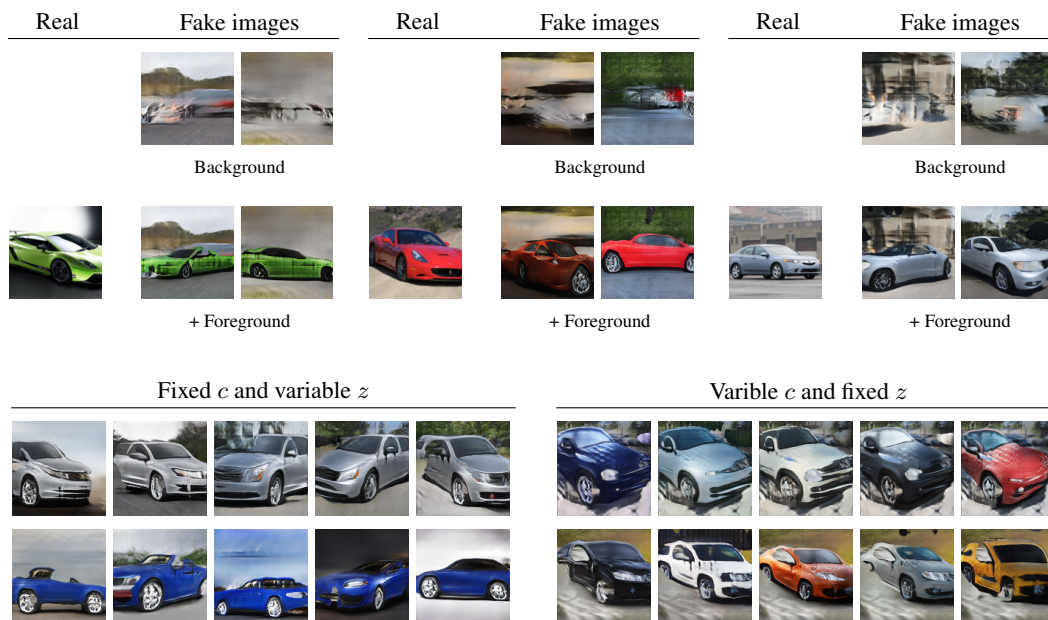 Real Fake images Real Fake images Real Fake images
Background Background Background
+ Foreground + Foreground + Foreground
Fixed c and variable z Varible c and fixed z